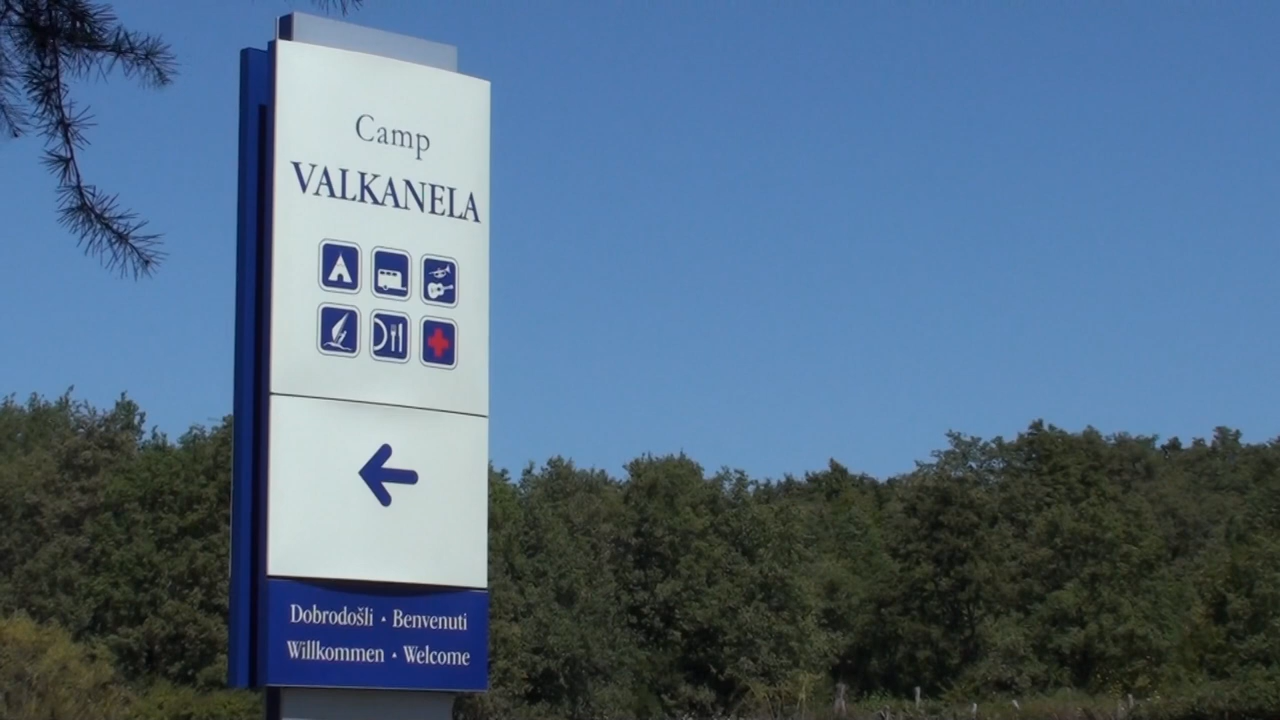 Camp
VALKANELA
Dobrodošli • Benvenuti
Willkommen • Welcome